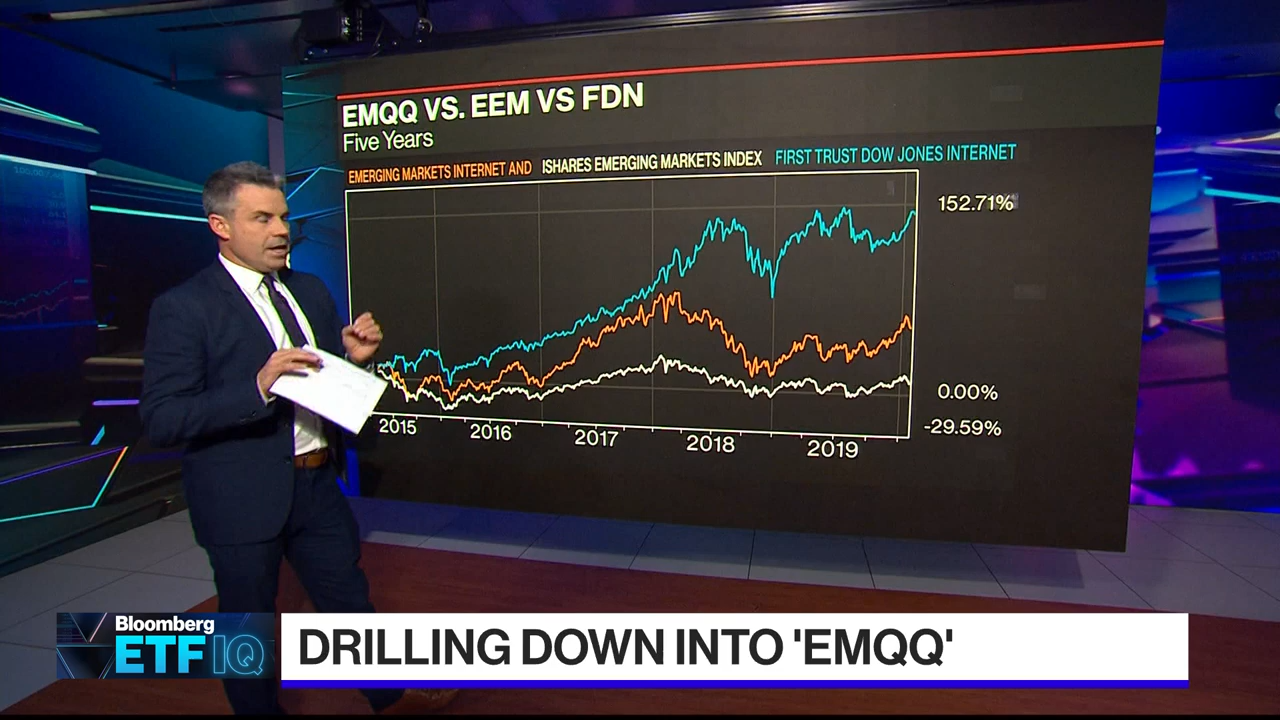 EMQQ VS. EEM VS FDN
Five Years
EMERGING MARKETS INTERNET AND ISHARES EMERGING MARKETS INDEX FIRST TRUST DOW JONES INTERNET
152.71%
0.00%
-29.59%
2015 2016 2017 2018 2019
Bloomberg
ETF IQ
DRILLING DOWN INTO 'EMQQ'